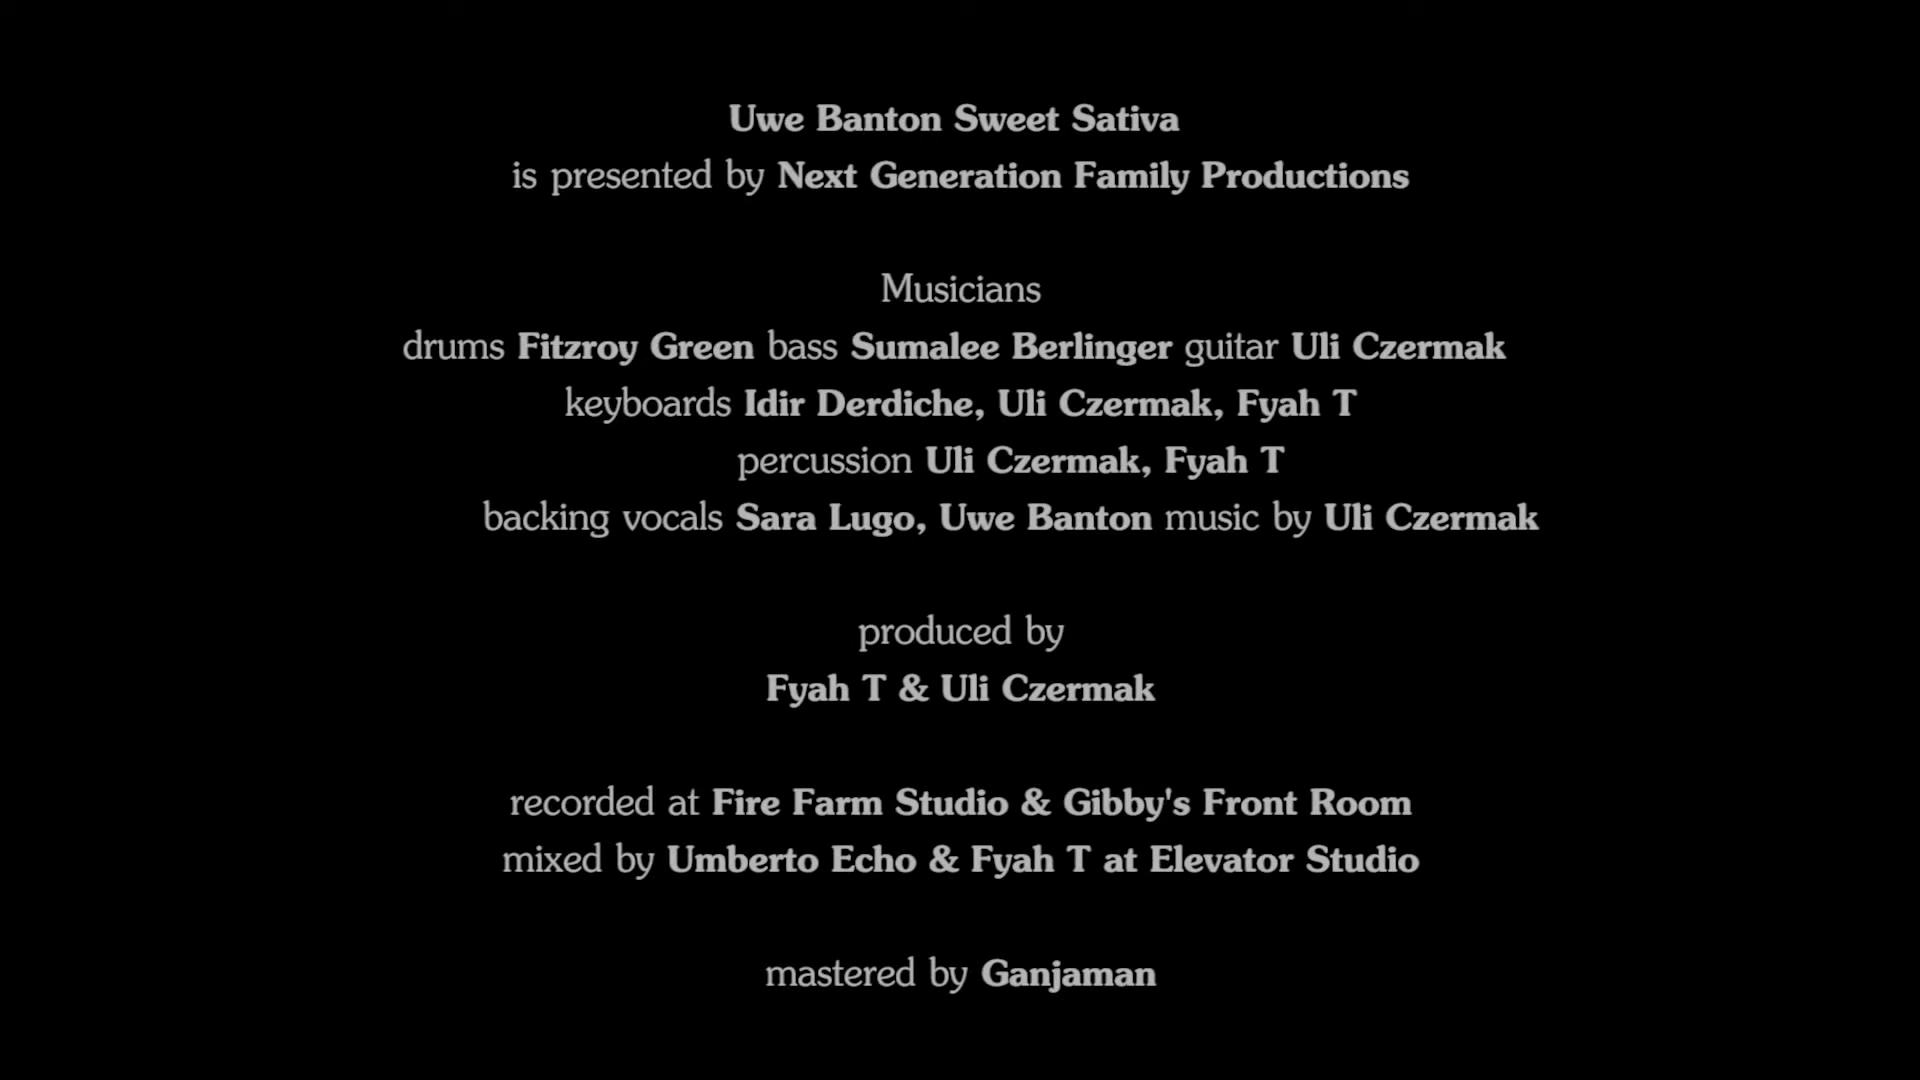 Uwe Banton Sweet Sativa
is presented by Next Generation Family Productions
Musicians
drums Fitzroy Green bass Sumalee Berlinger guitar Uli Czermak
keyboards Idir Derdiche, Uli Czermak, Fyah T
percussion Uli Czermak, Fyah T
backing vocals Sara Lugo, Uwe Banton music by Uli Czermak
produced by
Fyah T & Uli Czermak
recorded at Fire Farm Studio & Gibby's Front Room
mixed by Umberto Echo & Fyah T at Elevator Studio
mastered by Ganjaman